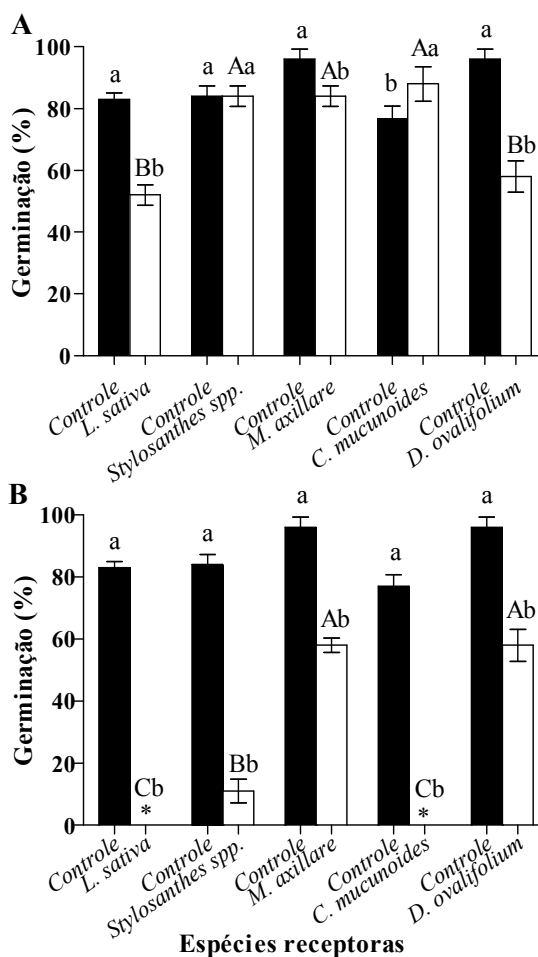 A
100
80
60
40
20
0
Germinação (%)
a
Bb
a
Aa
a
Ab
b
Aa
a
Bb
Controle
L. sativa
Controle
Stylosanthes spp.
Controle
M. axillare
Controle
C. mucunoides
Controle
D. ovalifolium
B
100
80
60
40
20
0
Germinação (%)
a
Cb
*
a
Bb
a
Ab
a
Cb
*
a
Ab
Controle
L. sativa
Controle
Stylosanthes spp.
Controle
M. axillare
Controle
C. mucunoides
Controle
D. ovalifolium
Espécies receptoras